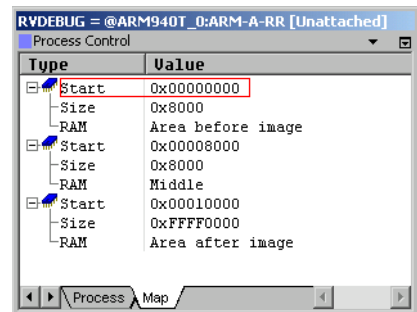 RVDEBUG = @ARM940T_0:ARM-A-RR [Unattached]
Process Control
Type Value
Start 0x00000000
Size 0x8000
RAM Area before image
Start 0x00008000
Size 0x8000
RAM Middle
Start 0x00010000
Size 0xFFFF0000
RAM Area after image
Process Map